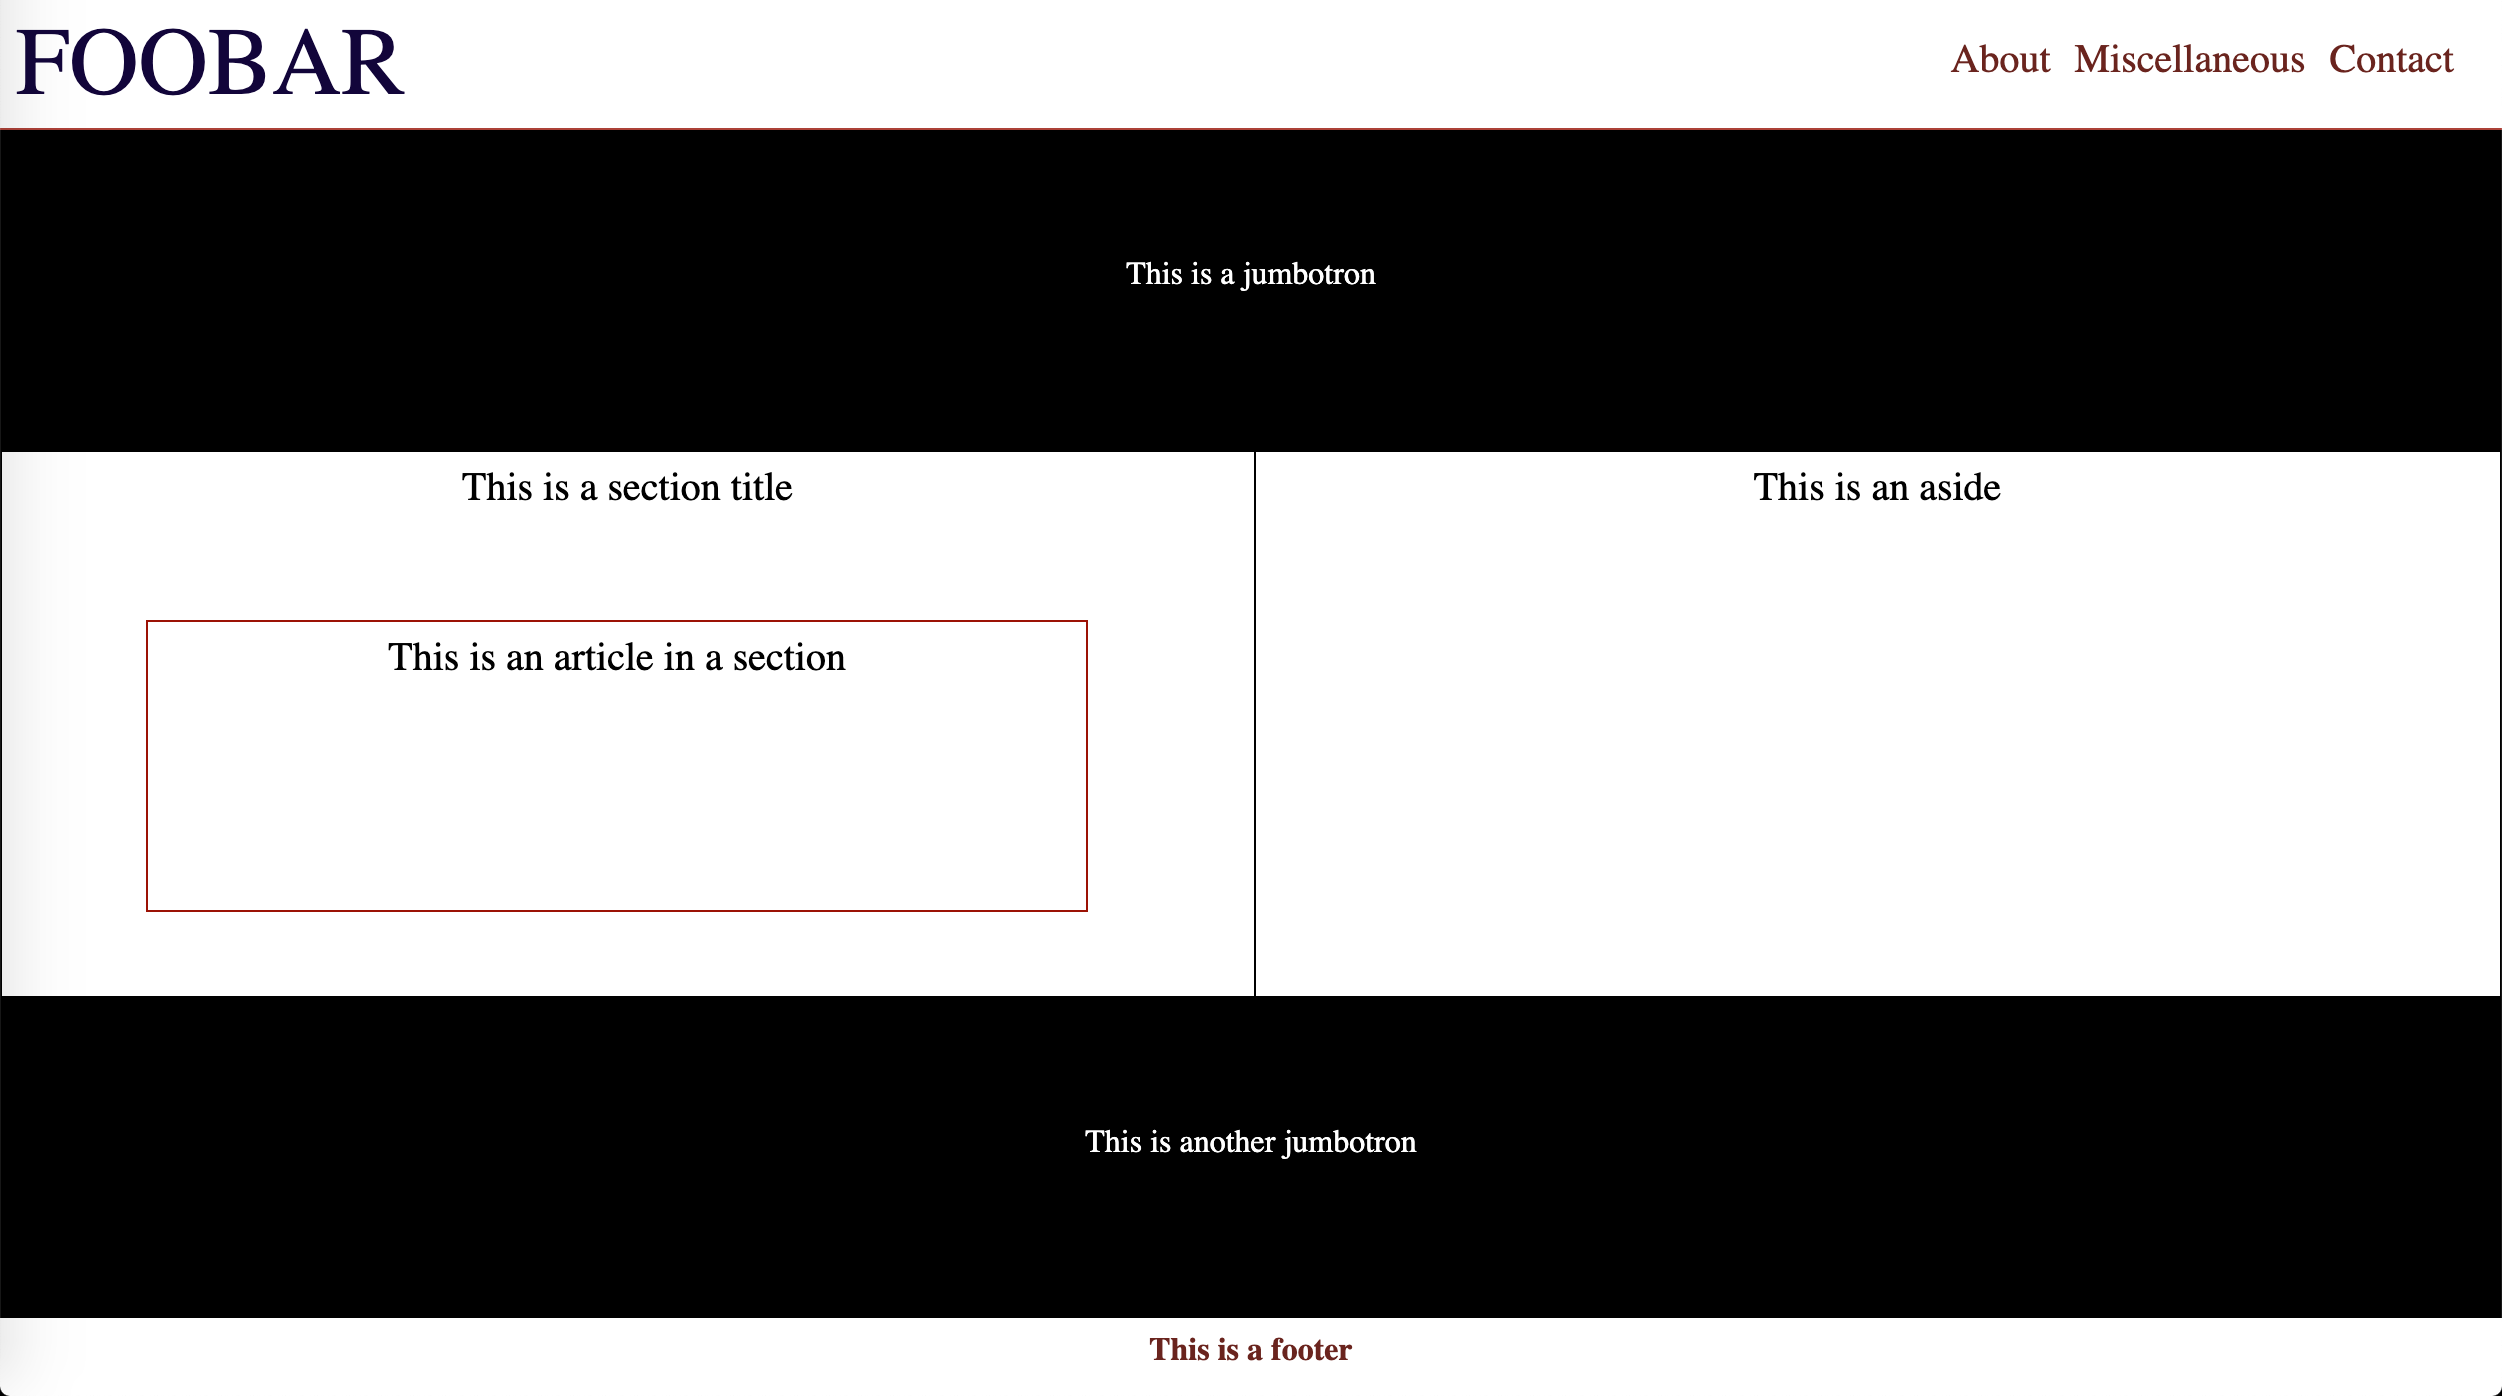 FOOBAR
About Miscellaneous Contact
This is a jumbotron
This is a section title
This is an article in a section
This is an aside
This is another jumbotron
This is a footer